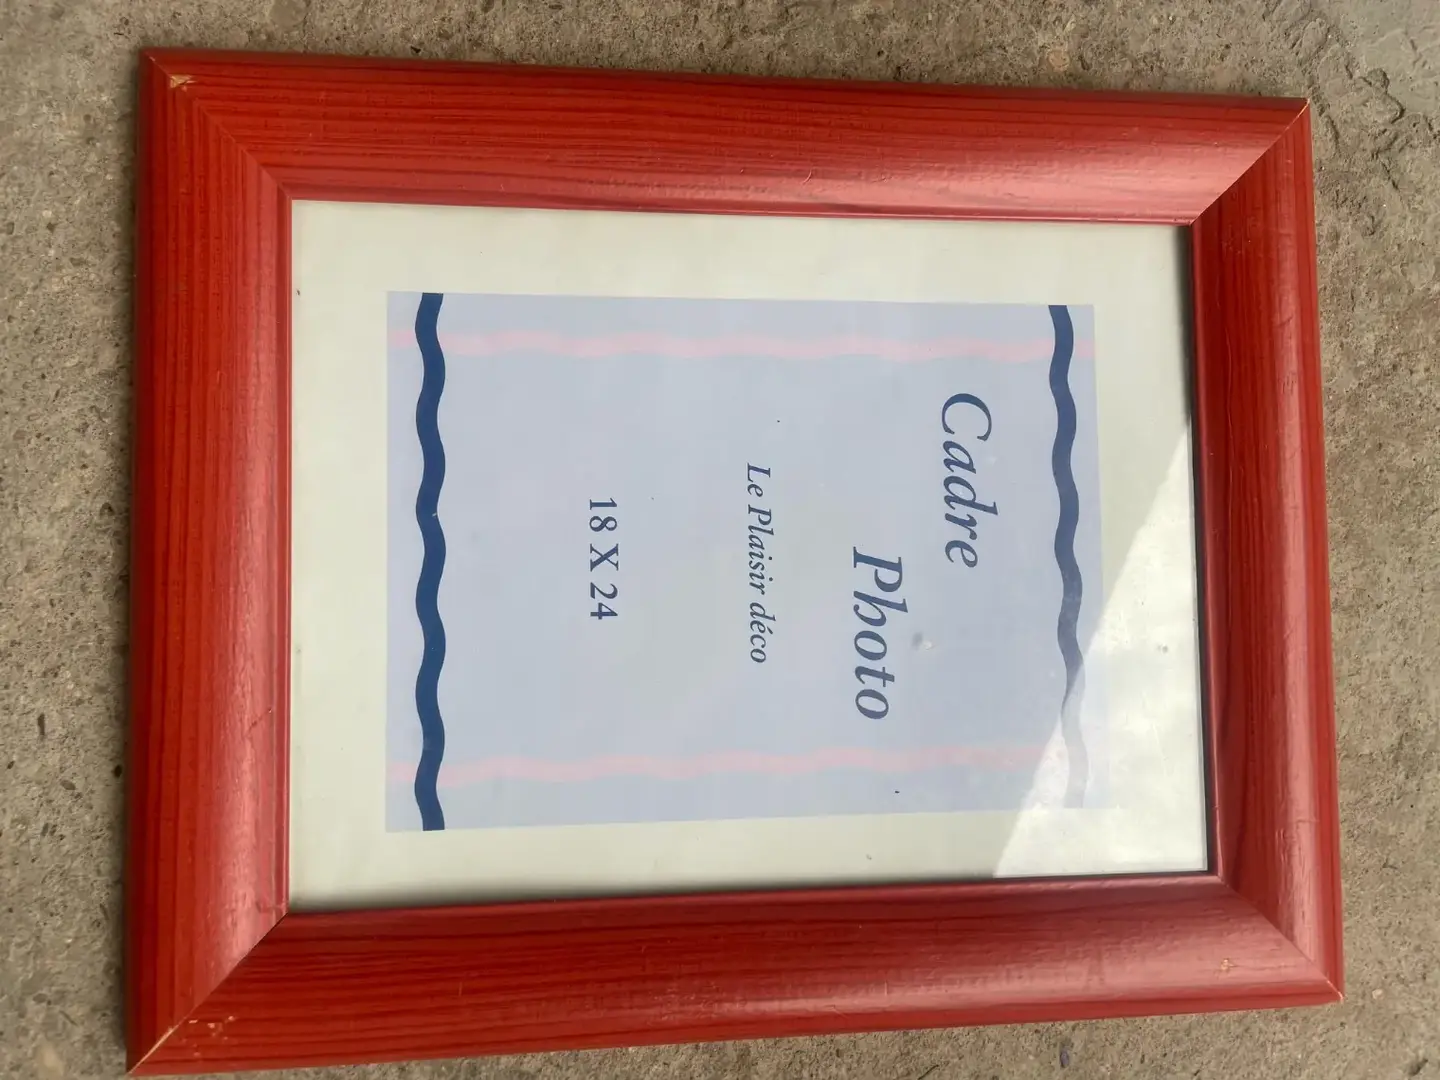 Cadre
Photo
Le Plaisir déco
18 X 24